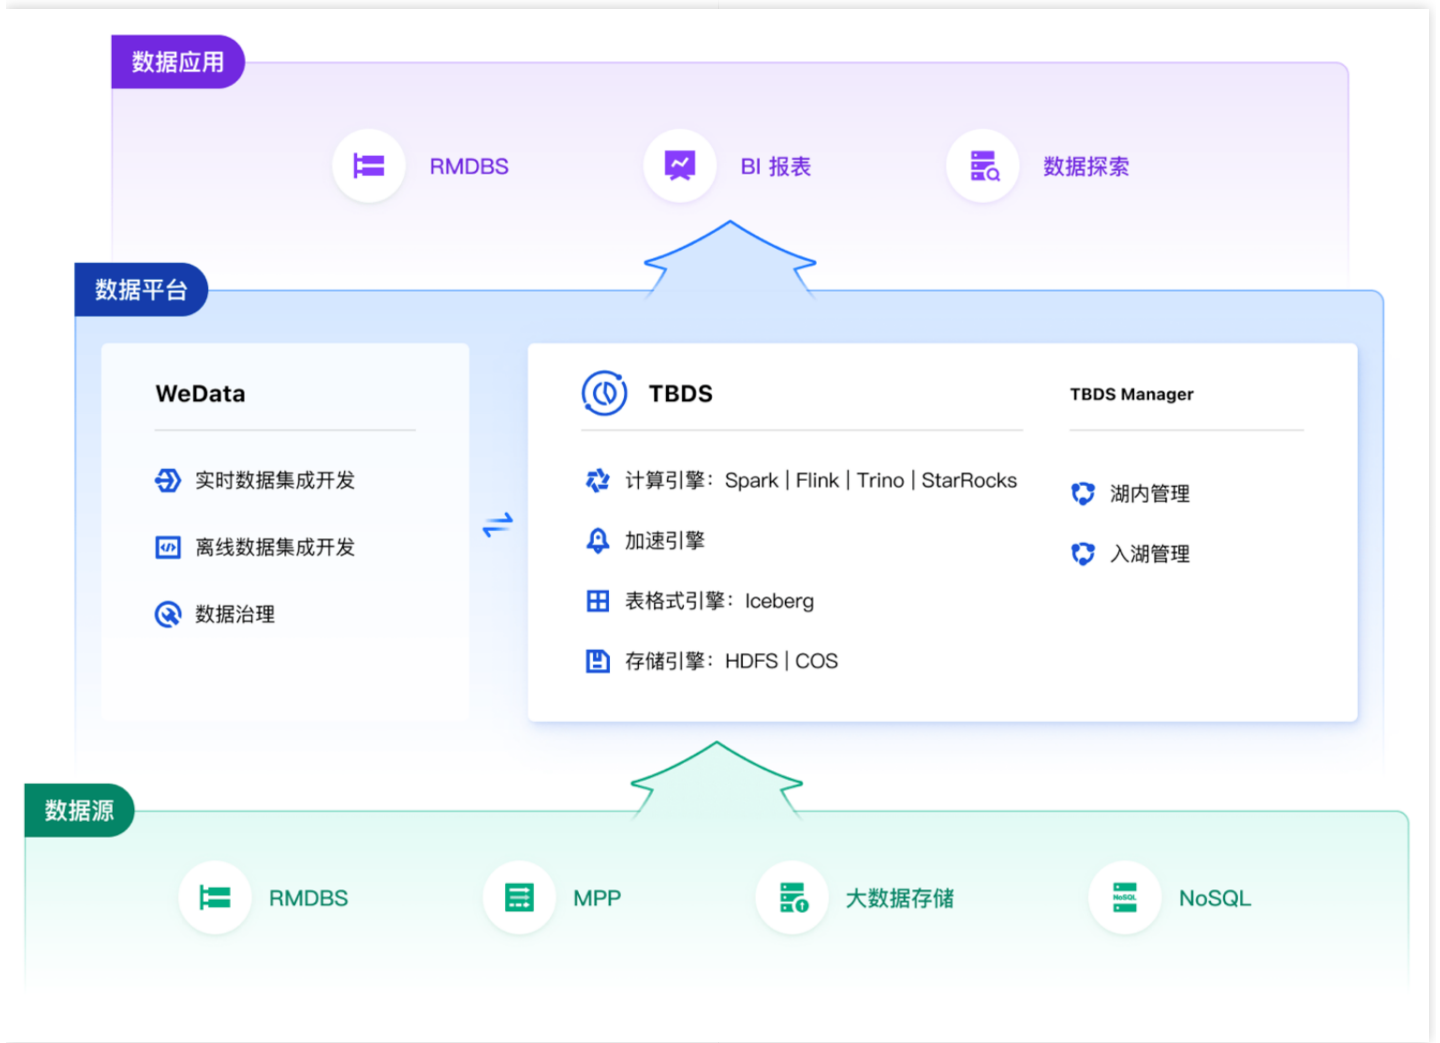 数据应用
RMDBS
BI 报表
数据探索
数据平台
WeData
实时数据集成开发
离线数据集成开发
数据治理
TBDS
计算引擎：Spark | Flink | Trino | StarRocks
加速引擎
表格式引擎：Iceberg
存储引擎：HDFS | COS
TBDS Manager
湖内管理
入湖管理
数据源
RMDBS
MPP
大数据存储
NoSQL
NoSQL